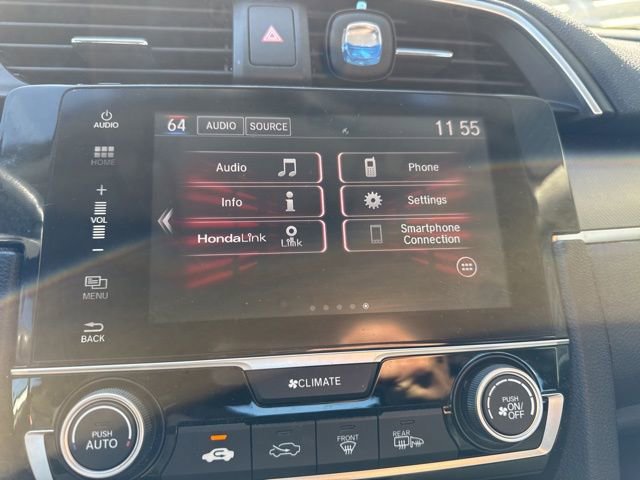 AUDIO
HOME
+
VOL
−
MENU
BACK
64 AUDIO SOURCE 11 55
Audio Phone
Info i Settings
HondaLink Link Smartphone
Connection
CLIMATE
PUSH
AUTO
FRONT
REAR
PUSH
ON/
OFF